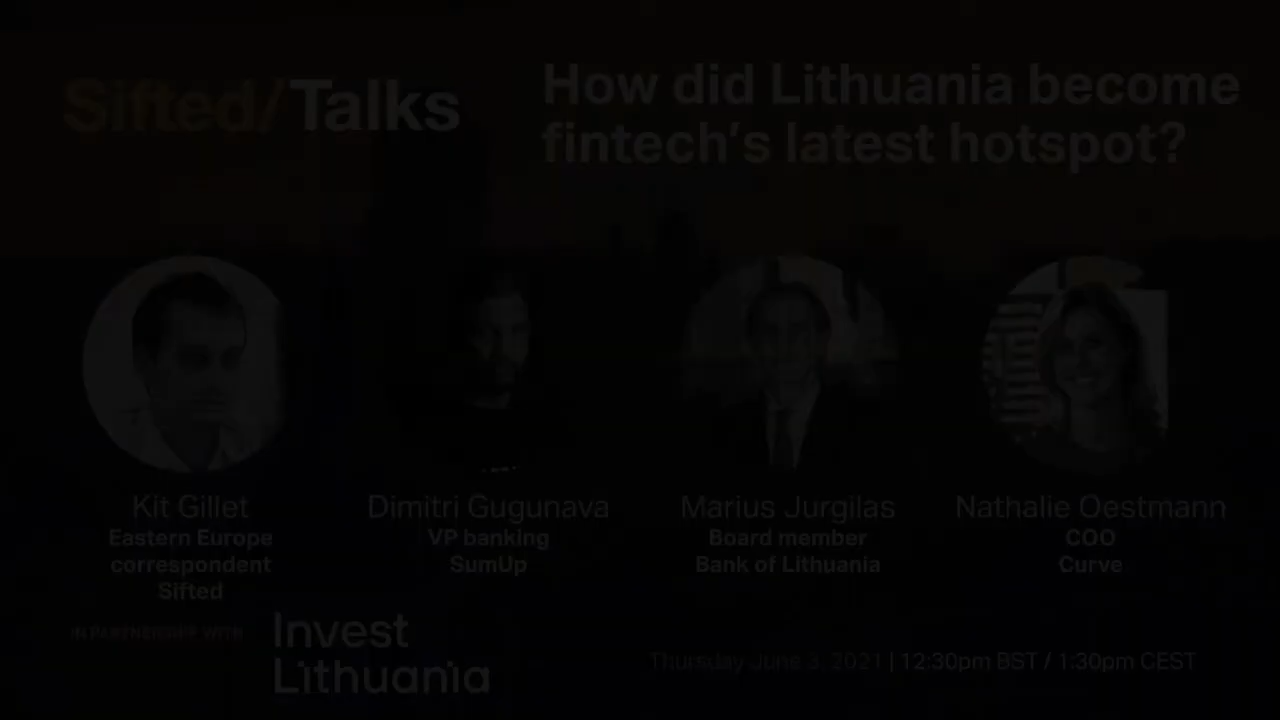 Sifted/Talks
How did Lithuania become
fintech's latest hotspot?
Kit Gillet
Eastern Europe
correspondent
Sifted
Dimitri Gugunava
VP banking
SumUp
Marius Jurgilas
Board member
Bank of Lithuania
Nathalie Oestmann
COO
Curve
IN PARTNERSHIP WITH
Invest
Lithuania
Thursday June 3, 2021 | 12:30pm BST / 1:30pm CEST